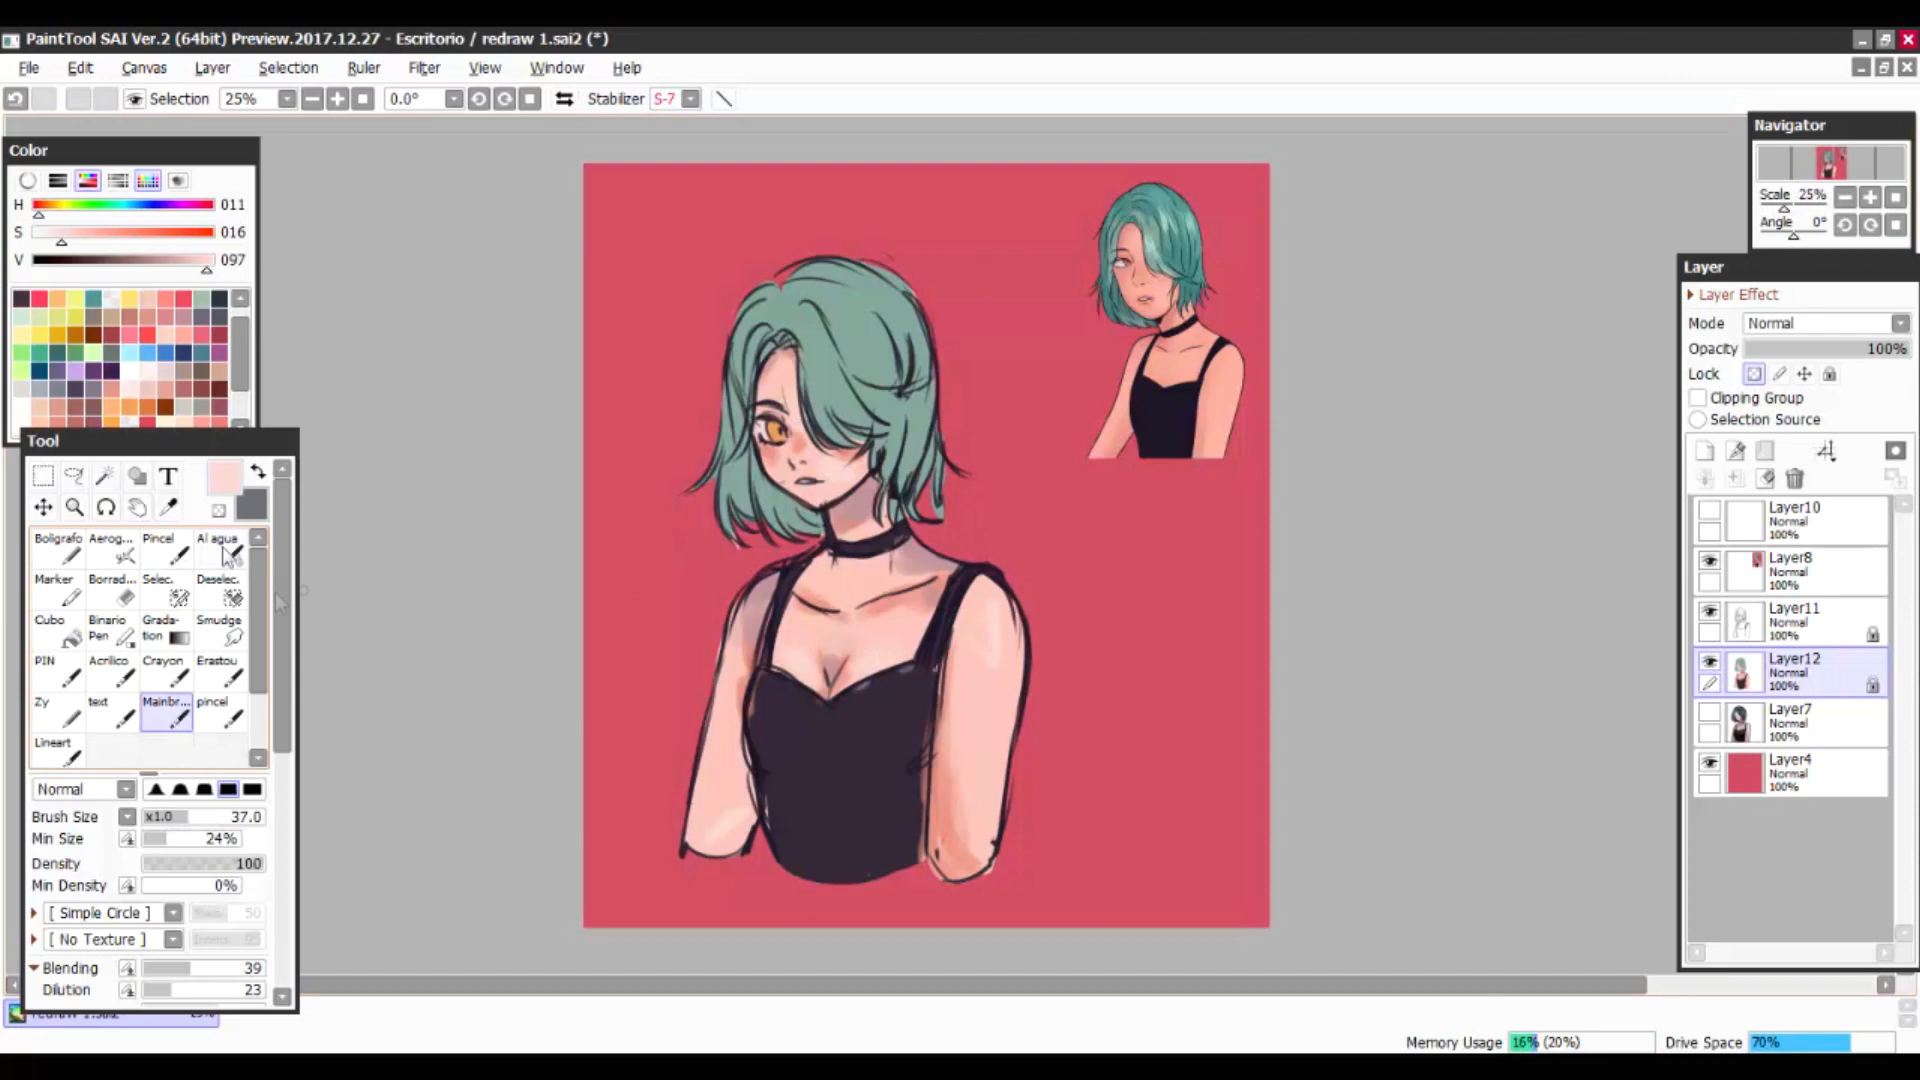 PaintTool SAI Ver.2 (64bit) Preview.2017.12.27 - Escritorio / redraw 1.sai2 (*)
File Edit Canvas Layer Selection Ruler Filter View Window Help
Selection 25% 0.0° Stabilizer S-7
Color
H 011
S 016
V 097
Tool
T
Boligrafo Aerog... Pincel Al agua
Marker Borrad... Selec. Deselec.
Cubo Binario Pen Grada-tion Smudge
PIN Acrilico Crayon Erastou
Zy text Mainbr... pincel
Lineart
Normal
Brush Size x1.0 37.0
Min Size 24%
Density 100
Min Density 0%
[ Simple Circle ] 50
[ No Texture ] 95
Blending 39
Dilution 23
redraw 1.sai2 25%
Navigator
Scale 25%
Angle 0°
Layer
Layer Effect
Mode Normal
Opacity 100%
Lock
Clipping Group
Selection Source
Layer10
Normal
100%
Layer8
Normal
100%
Layer11
Normal
100%
Layer12
Normal
100%
Layer7
Normal
100%
Layer4
Normal
100%
Memory Usage 16% (20%) Drive Space 70%